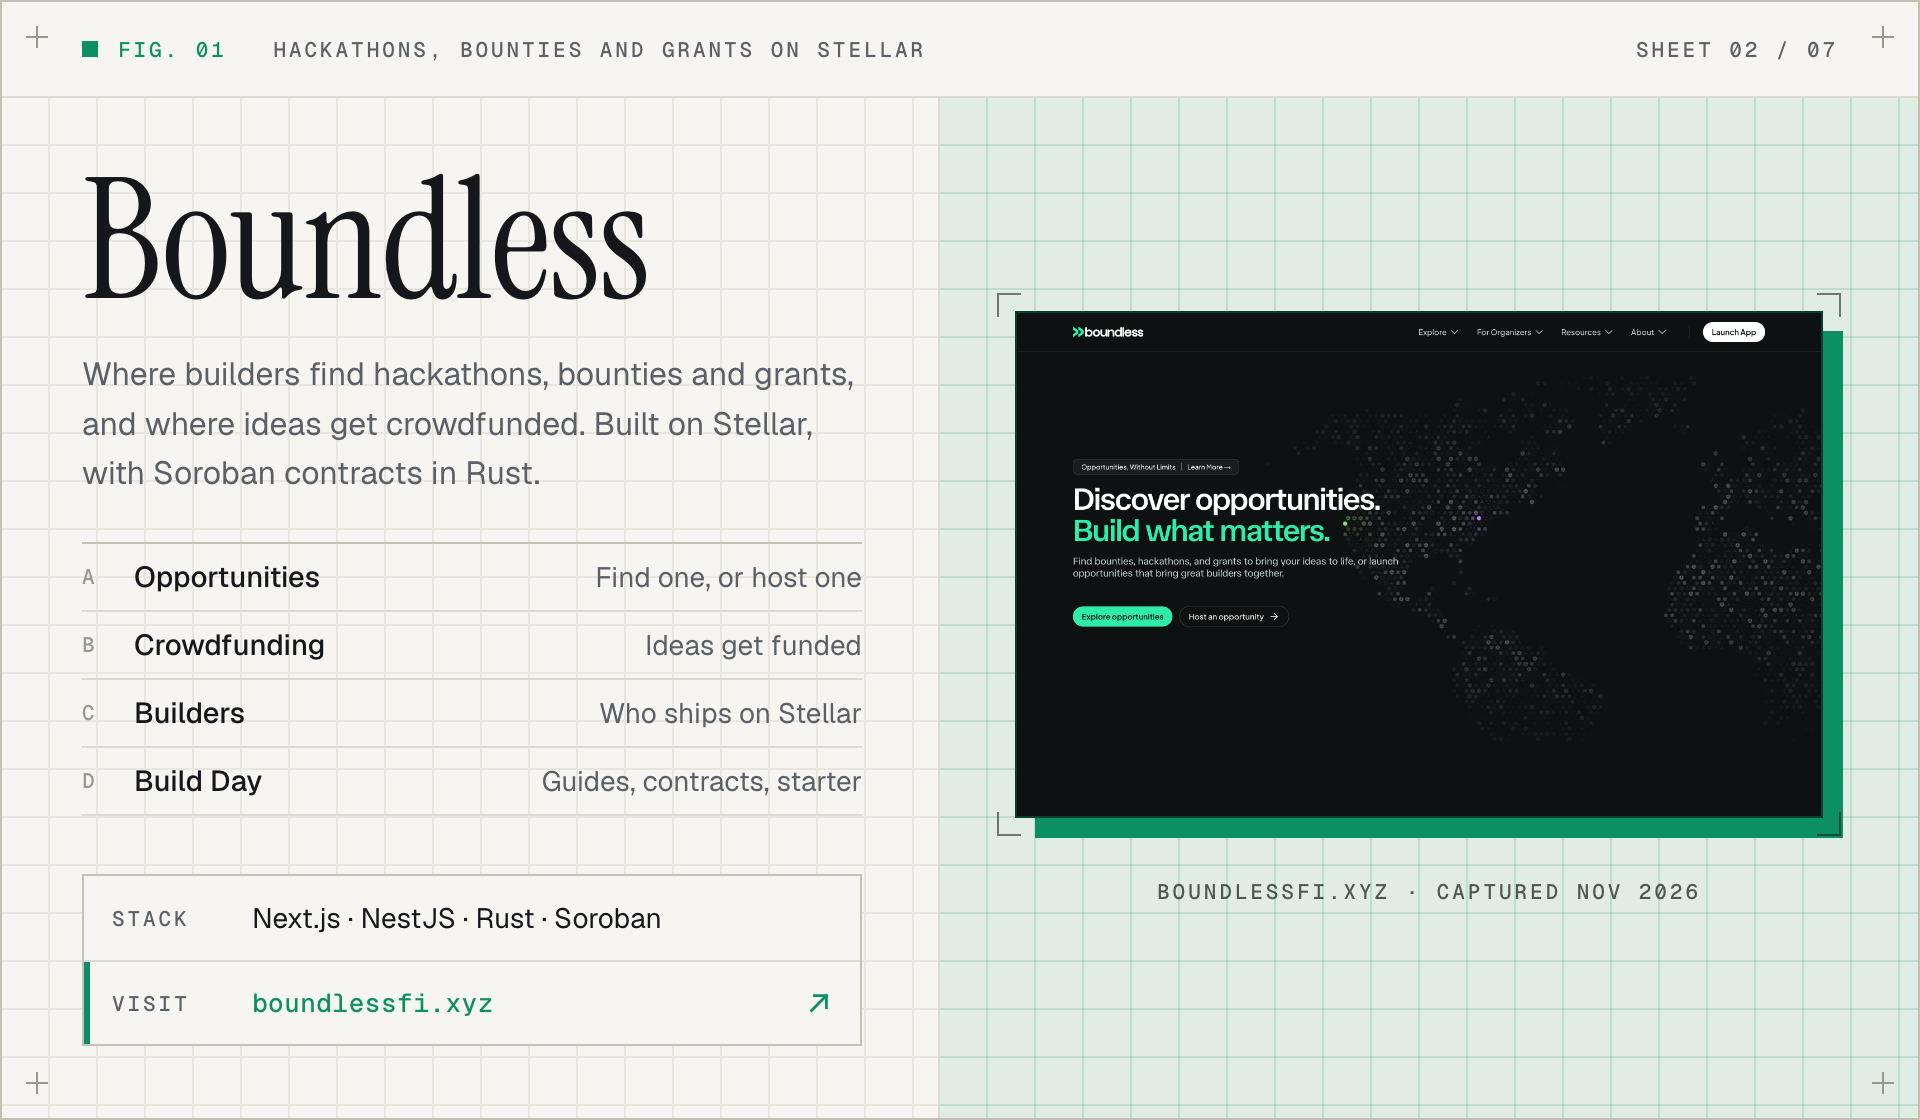 FIG. 01 HACKATHONS, BOUNTIES AND GRANTS ON STELLAR SHEET 02 / 07
Boundless
Where builders find hackathons, bounties and grants,
and where ideas get crowdfunded. Built on Stellar,
with Soroban contracts in Rust.
A Opportunities Find one, or host one
B Crowdfunding Ideas get funded
C Builders Who ships on Stellar
D Build Day Guides, contracts, starter
STACK Next.js · NestJS · Rust · Soroban
VISIT boundlessfi.xyz
boundless Explore For Organizers Resources About Launch App
Opportunities, Without Limits | Learn More →
Discover opportunities.
Build what matters.
Find bounties, hackathons, and grants to bring your ideas to life, or launch
opportunities that bring great builders together.
Explore opportunities Host an opportunity →
BOUNDLESSFI.XYZ · CAPTURED NOV 2026